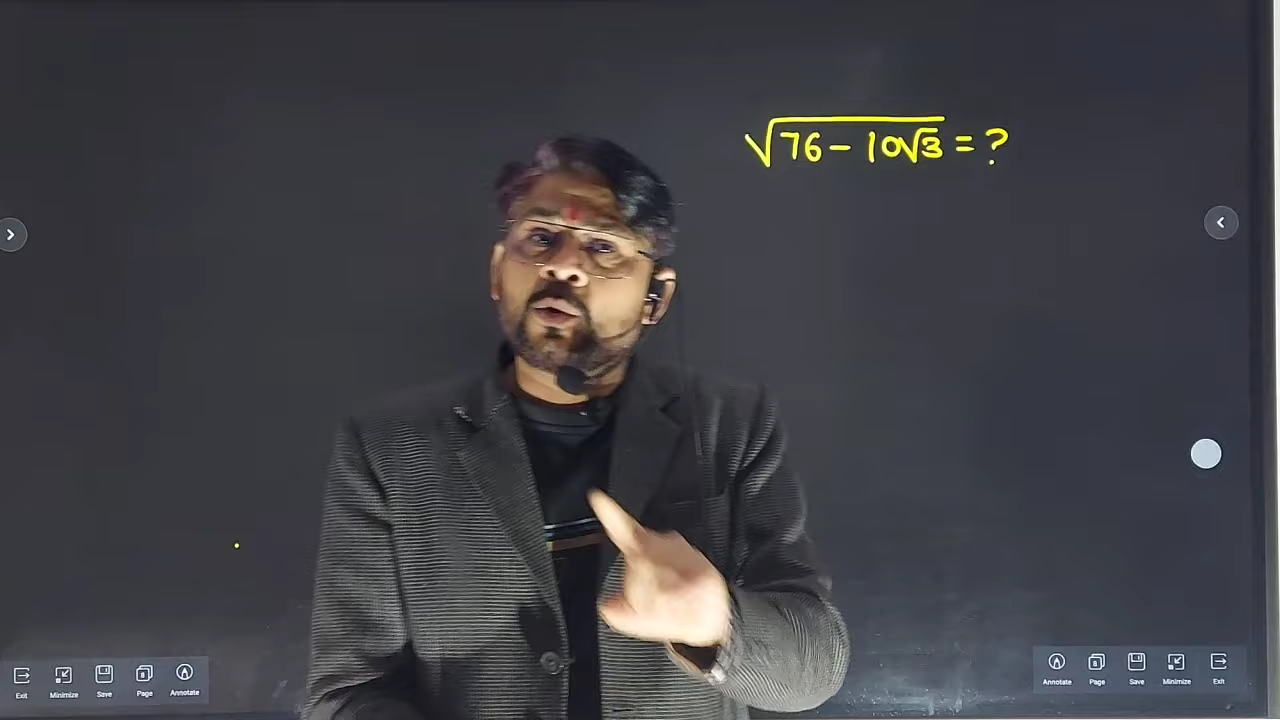 √76 - 10√3 = ?
Exit Minimize Save Page Annotate
Annotate Page Save Minimize Exit